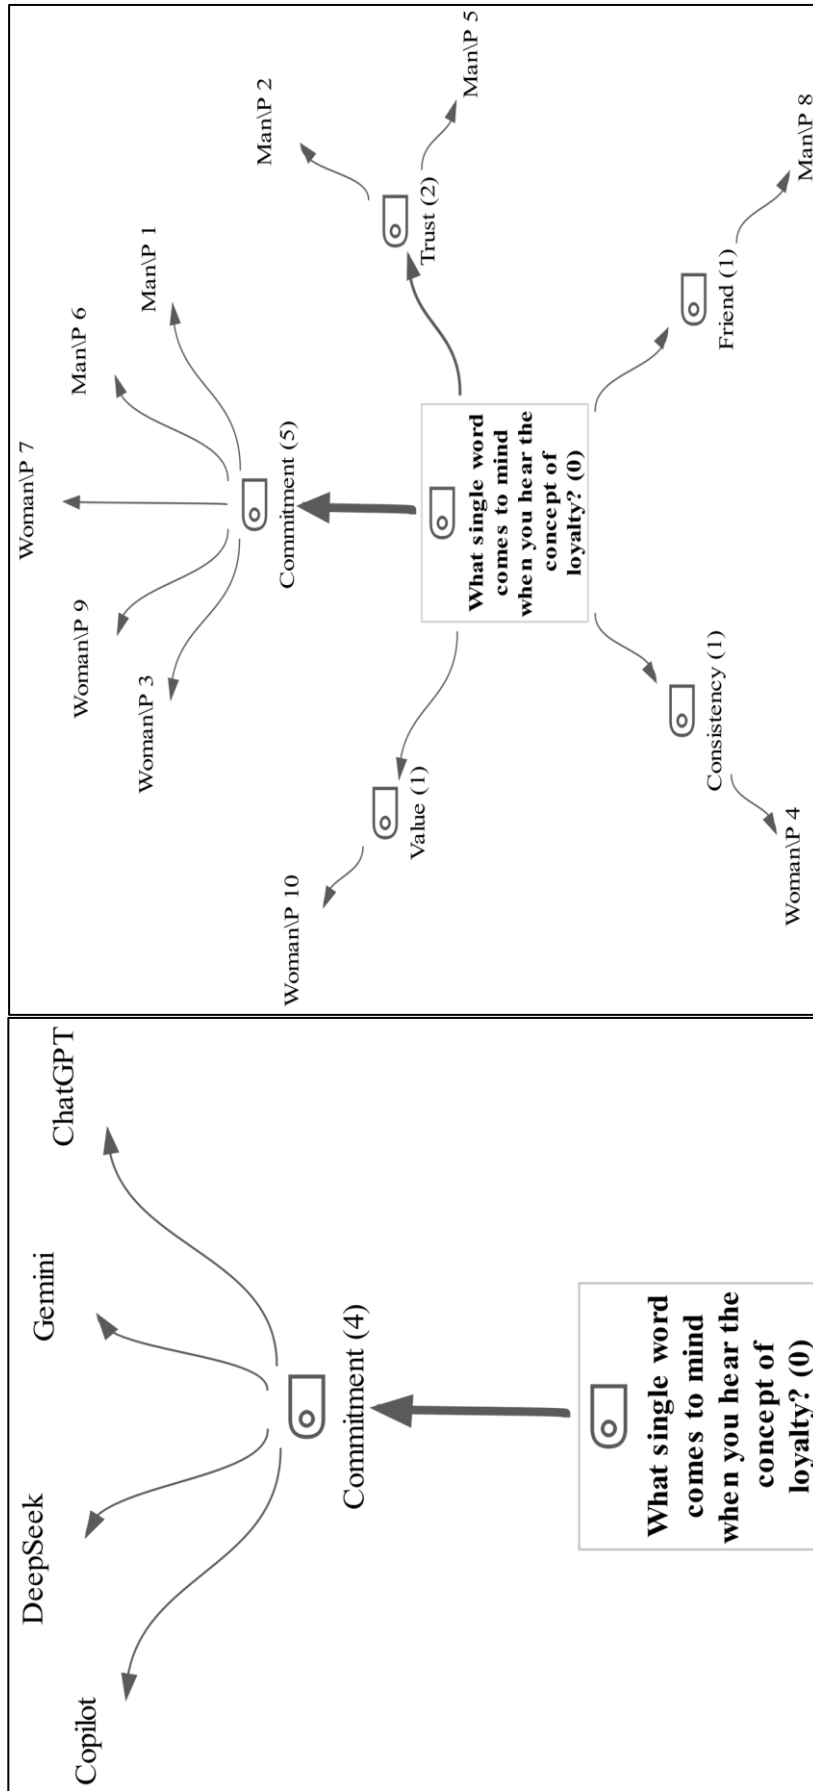 Woman\P 10
Value (1)
Woman\P 3
Woman\P 9
Woman\P 7
Man\P 6
Man\P 1
Commitment (5)
Man\P 2
Man\P 5
Trust (2)
What single word
comes to mind
when you hear the
concept of
loyalty? (0)
Woman\P 4
Consistency (1)
Friend (1)
Man\P 8
Copilot
DeepSeek
Gemini
ChatGPT
Commitment (4)
What single word
comes to mind
when you hear the
concept of
loyalty? (0)